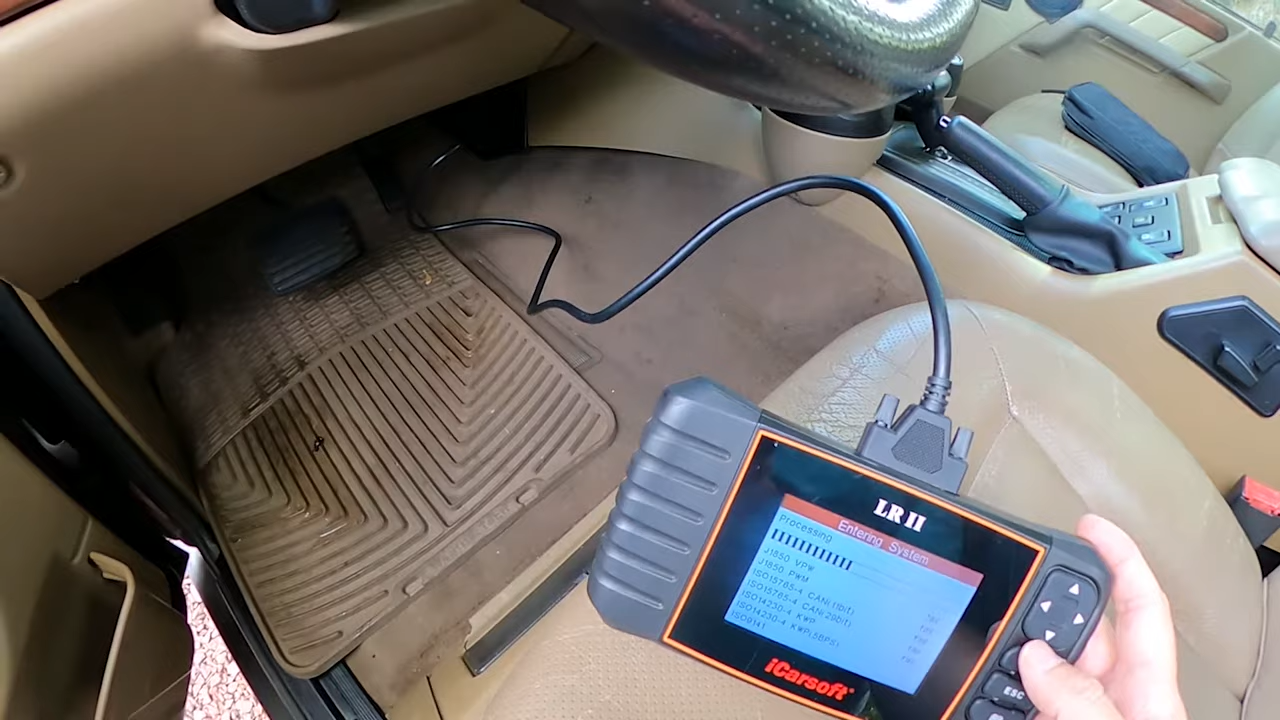 LR II
Entering System
Processing
J1850 VPW
J1850 PWM
ISO15765-4 CAN(11bit)
ISO15765-4 CAN(29bit)
ISO14230-4 KWP
ISO14230-4 KWP(5BPS)
ISO9141
iCarsoft
ESC